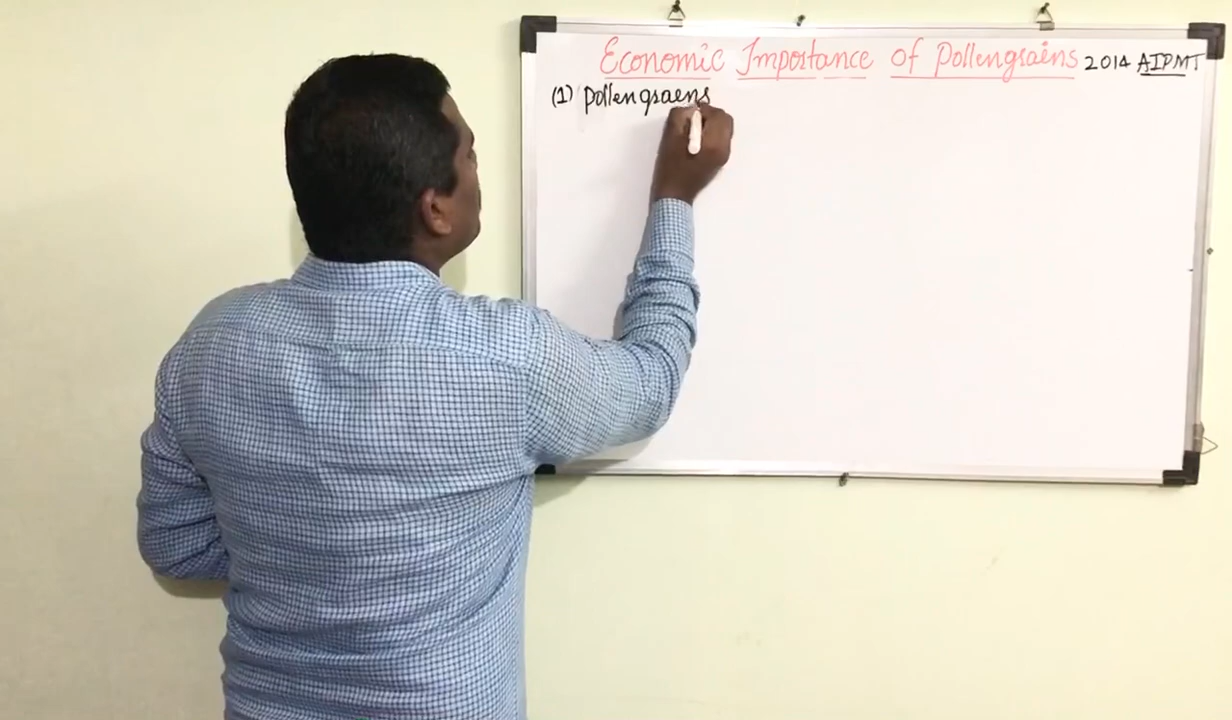 Economic Importance of Pollengrains 2014 AIPMT
(1) Pollengraens